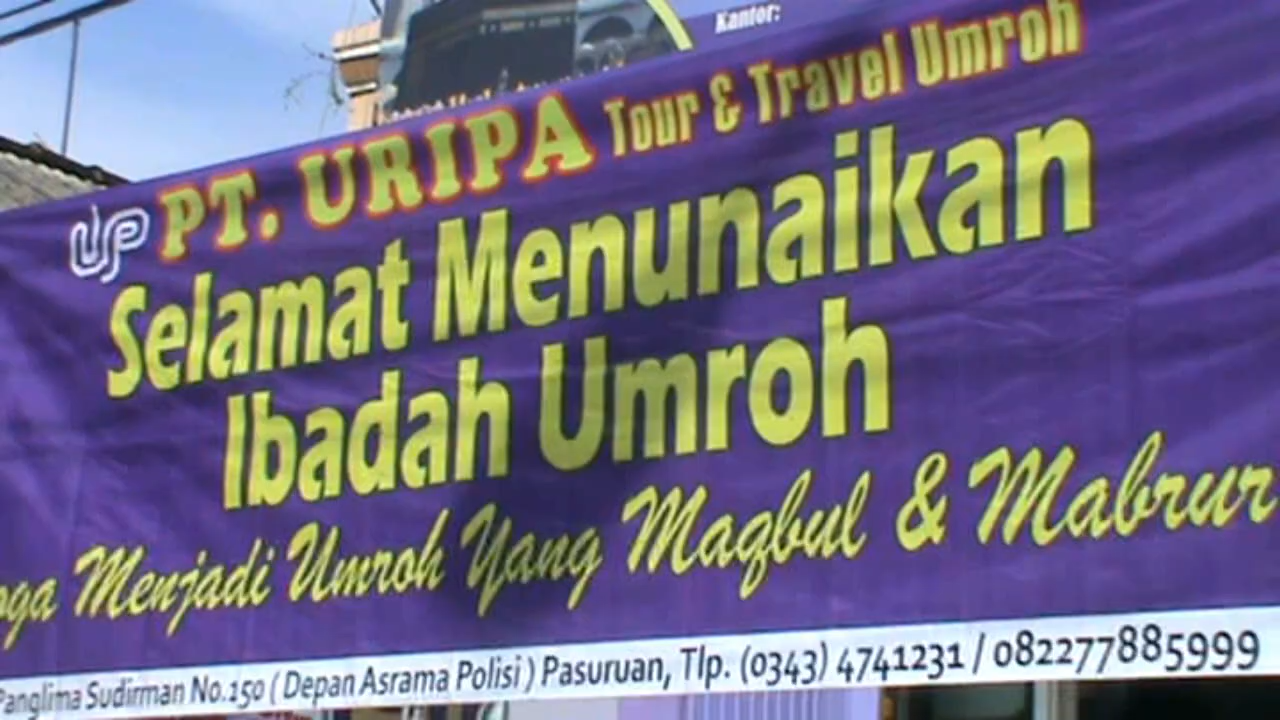 Kantor:
PT. URIPA Tour & Travel Umroh
Selamat Menunaikan
Ibadah Umroh
oga Menjadi Umroh Yang Maqbul & Mabrur
Panglima Sudirman No.150 ( Depan Asrama Polisi ) Pasuruan, Tlp. (0343) 4741231 / 082277885999